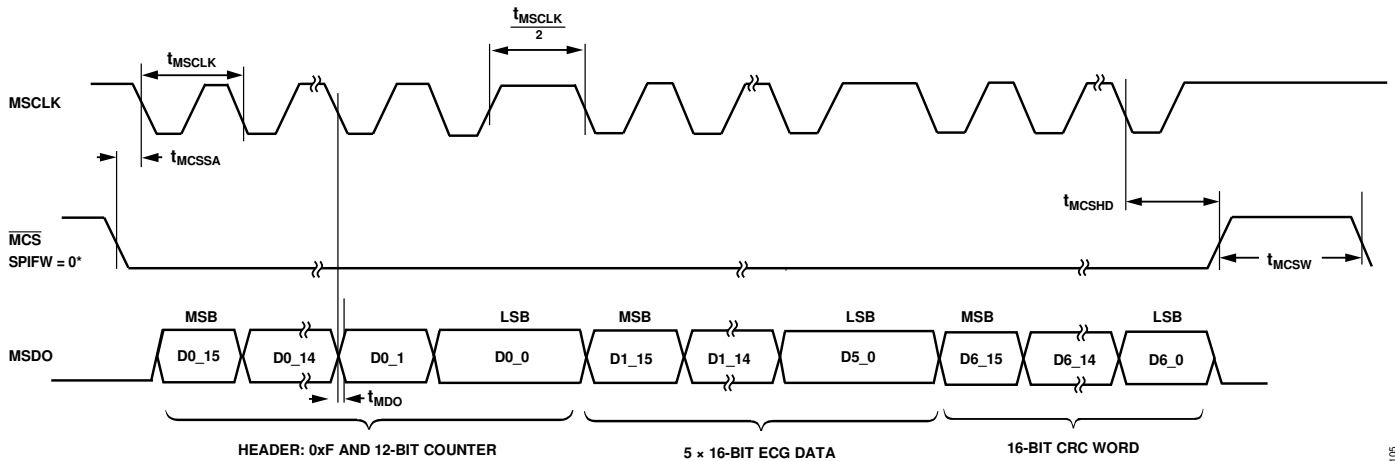 tMSCLK
2
tMSCLK
MSCLK
tMCSSA
tMCSHD
MCS
SPIFW = 0*
tMCSW
MSB LSB MSB LSB MSB LSB
MSDO D0_15 D0_14 D0_1 D0_0 D1_15 D1_14 D5_0 D6_15 D6_14 D6_0
tMDO
HEADER: 0xF AND 12-BIT COUNTER 5 × 16-BIT ECG DATA 16-BIT CRC WORD